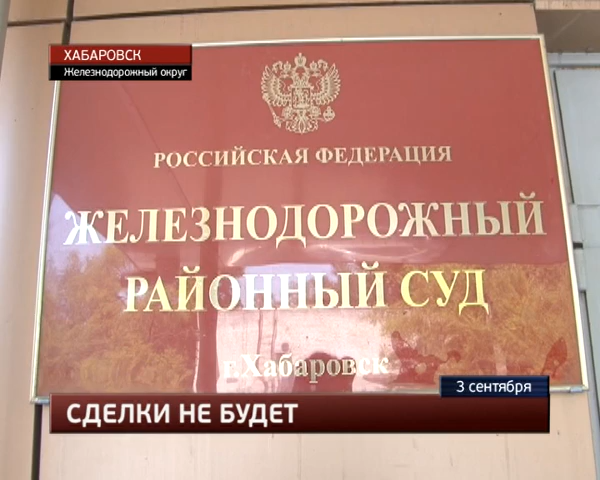 ХАБАРОВСК
Железнодорожный округ
РОССИЙСКАЯ ФЕДЕРАЦИЯ
ЖЕЛЕЗНОДОРОЖНЫЙ
РАЙОННЫЙ СУД
г.Хабаровск
3 сентября
СДЕЛКИ НЕ БУДЕТ